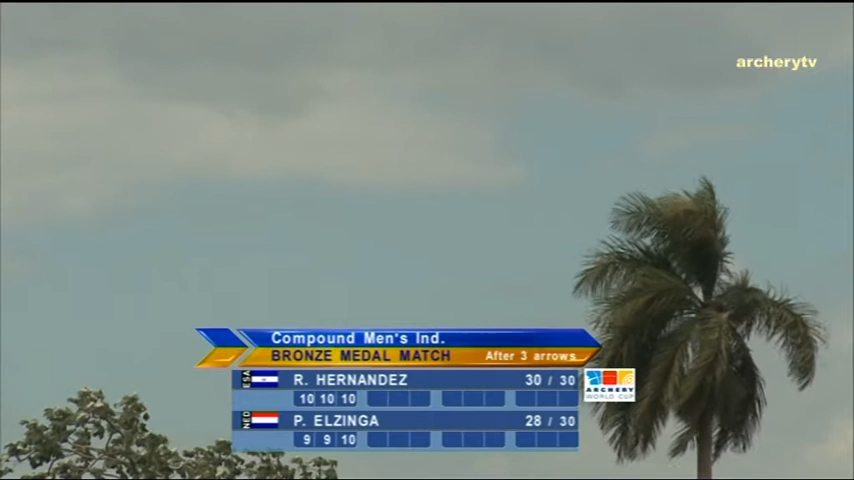 archerytv
Compound Men's Ind.
BRONZE MEDAL MATCH After 3 arrows
ESA R. HERNANDEZ 30 / 30
10 10 10
ARCHERY
WORLD CUP
NED P. ELZINGA 28 / 30
9 9 10